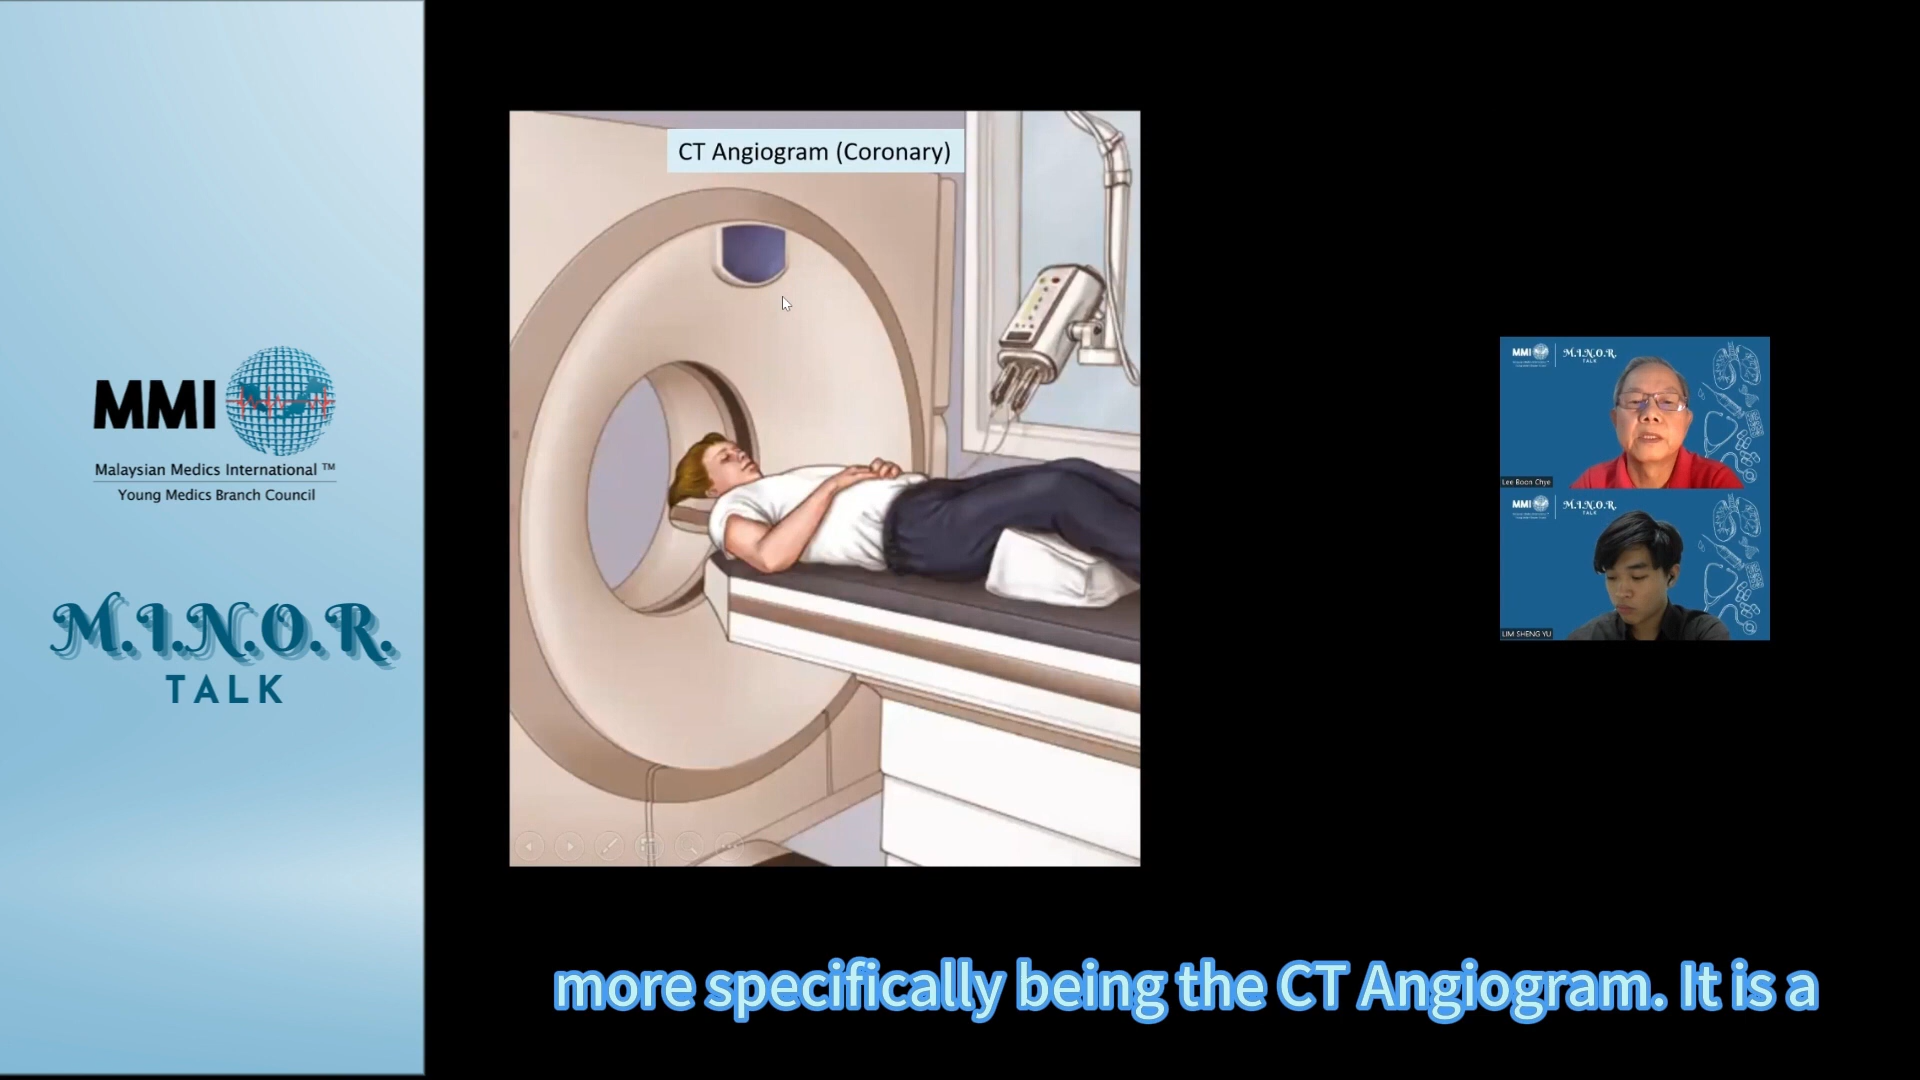 MMI
Malaysian Medics International ™
Young Medics Branch Council
M.I.N.O.R.
TALK
CT Angiogram (Coronary)
MMI
M.I.N.O.R.
TALK
Lee Boon Chye
MMI
M.I.N.O.R.
TALK
LIM SHENG YU
more specifically being the CT Angiogram. It is a